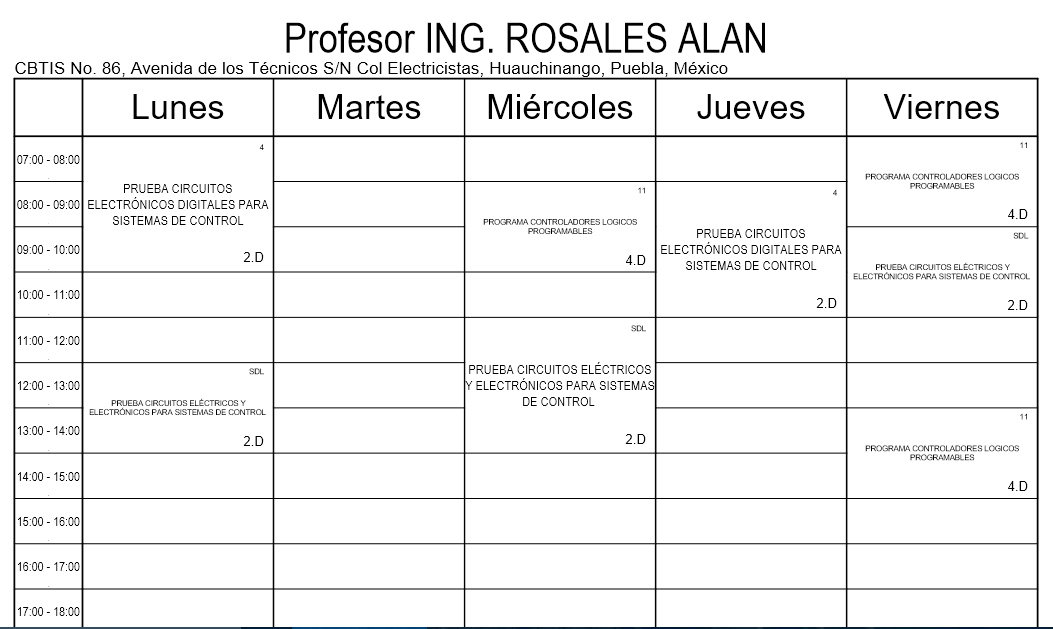 Profesor ING. ROSALES ALAN
CBTIS No. 86, Avenida de los Técnicos S/N Col Electricistas, Huauchinango, Puebla, México
Lunes
Martes
Miércoles
Jueves
Viernes
07:00 - 08:00
08:00 - 09:00
09:00 - 10:00
10:00 - 11:00
11:00 - 12:00
12:00 - 13:00
13:00 - 14:00
14:00 - 15:00
15:00 - 16:00
16:00 - 17:00
17:00 - 18:00
4
PRUEBA CIRCUITOS
ELECTRÓNICOS DIGITALES PARA
SISTEMAS DE CONTROL
2.D
SDL
PRUEBA CIRCUITOS ELÉCTRICOS Y
ELECTRÓNICOS PARA SISTEMAS DE CONTROL
2.D
11
PROGRAMA CONTROLADORES LOGICOS
PROGRAMABLES
4.D
SDL
PRUEBA CIRCUITOS ELÉCTRICOS
Y ELECTRÓNICOS PARA SISTEMAS
DE CONTROL
2.D
4
PRUEBA CIRCUITOS
ELECTRÓNICOS DIGITALES PARA
SISTEMAS DE CONTROL
2.D
11
PROGRAMA CONTROLADORES LOGICOS
PROGRAMABLES
4.D
SDL
PRUEBA CIRCUITOS ELÉCTRICOS Y
ELECTRÓNICOS PARA SISTEMAS DE CONTROL
2.D
11
PROGRAMA CONTROLADORES LOGICOS
PROGRAMABLES
4.D